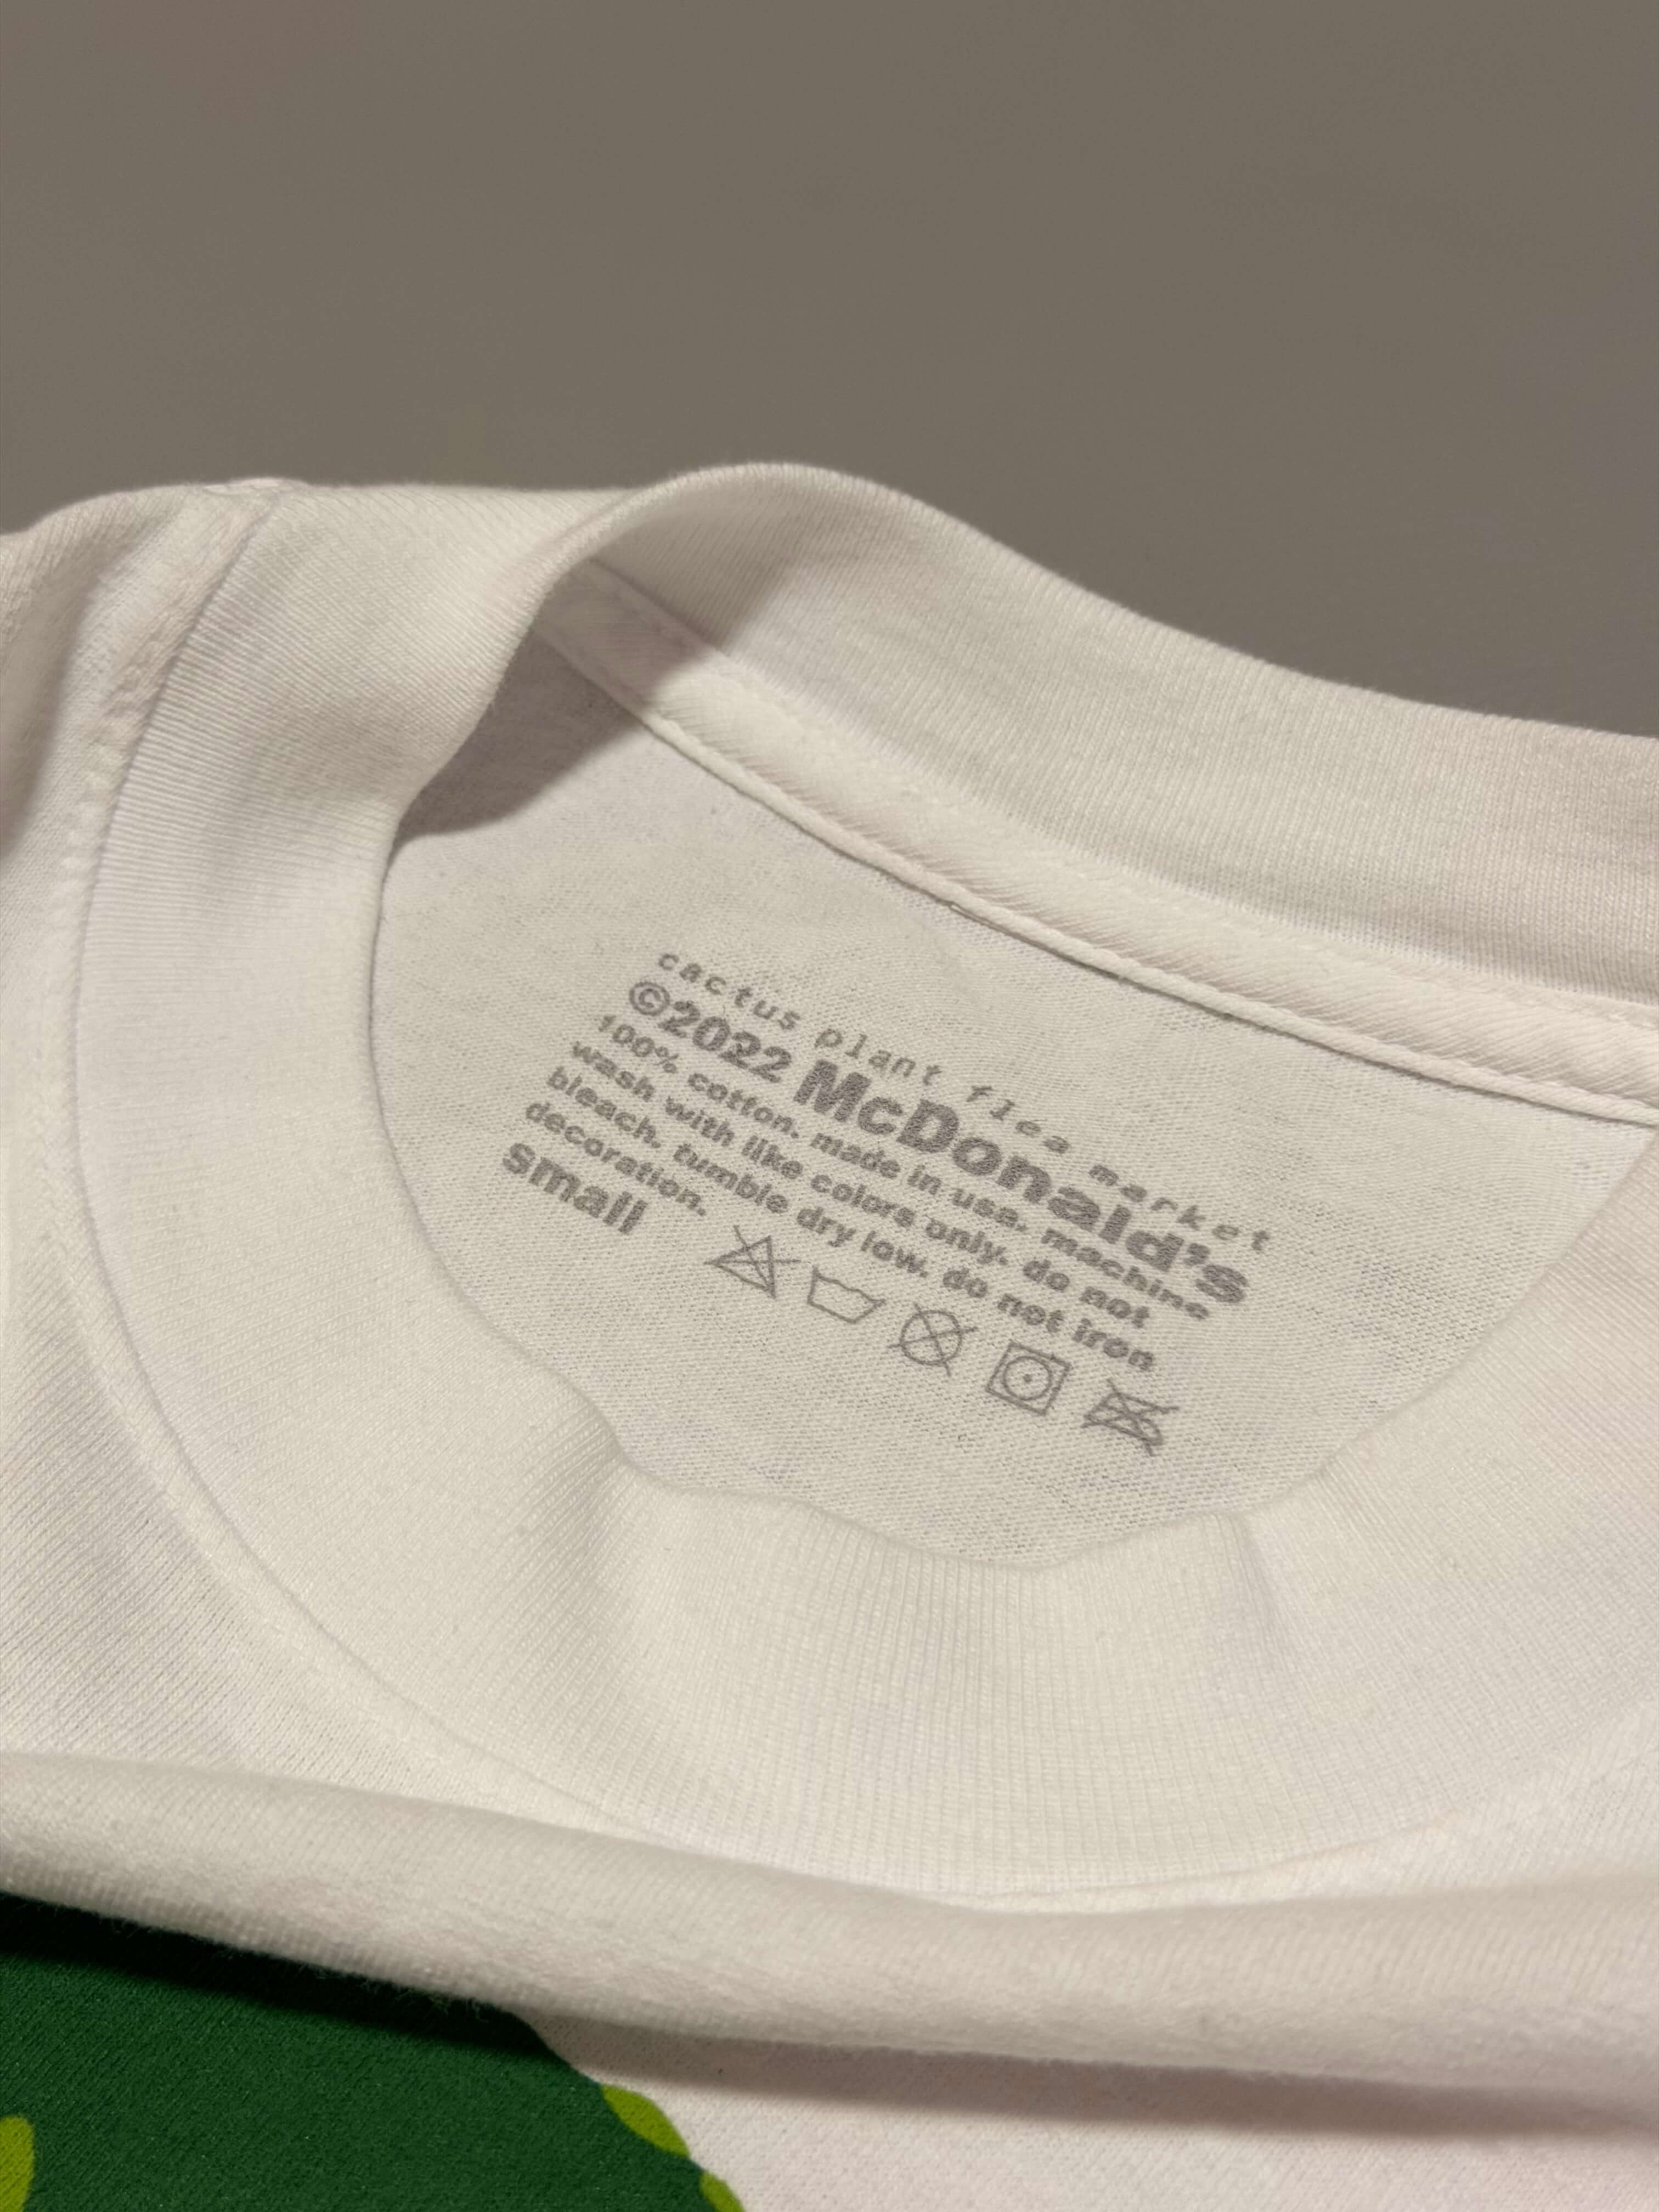 cactus plant flea market
©2022 McDonald's
100% cotton. made in usa. machine
wash with like colors only. do not
bleach. tumble dry low. do not iron
decoration.
small